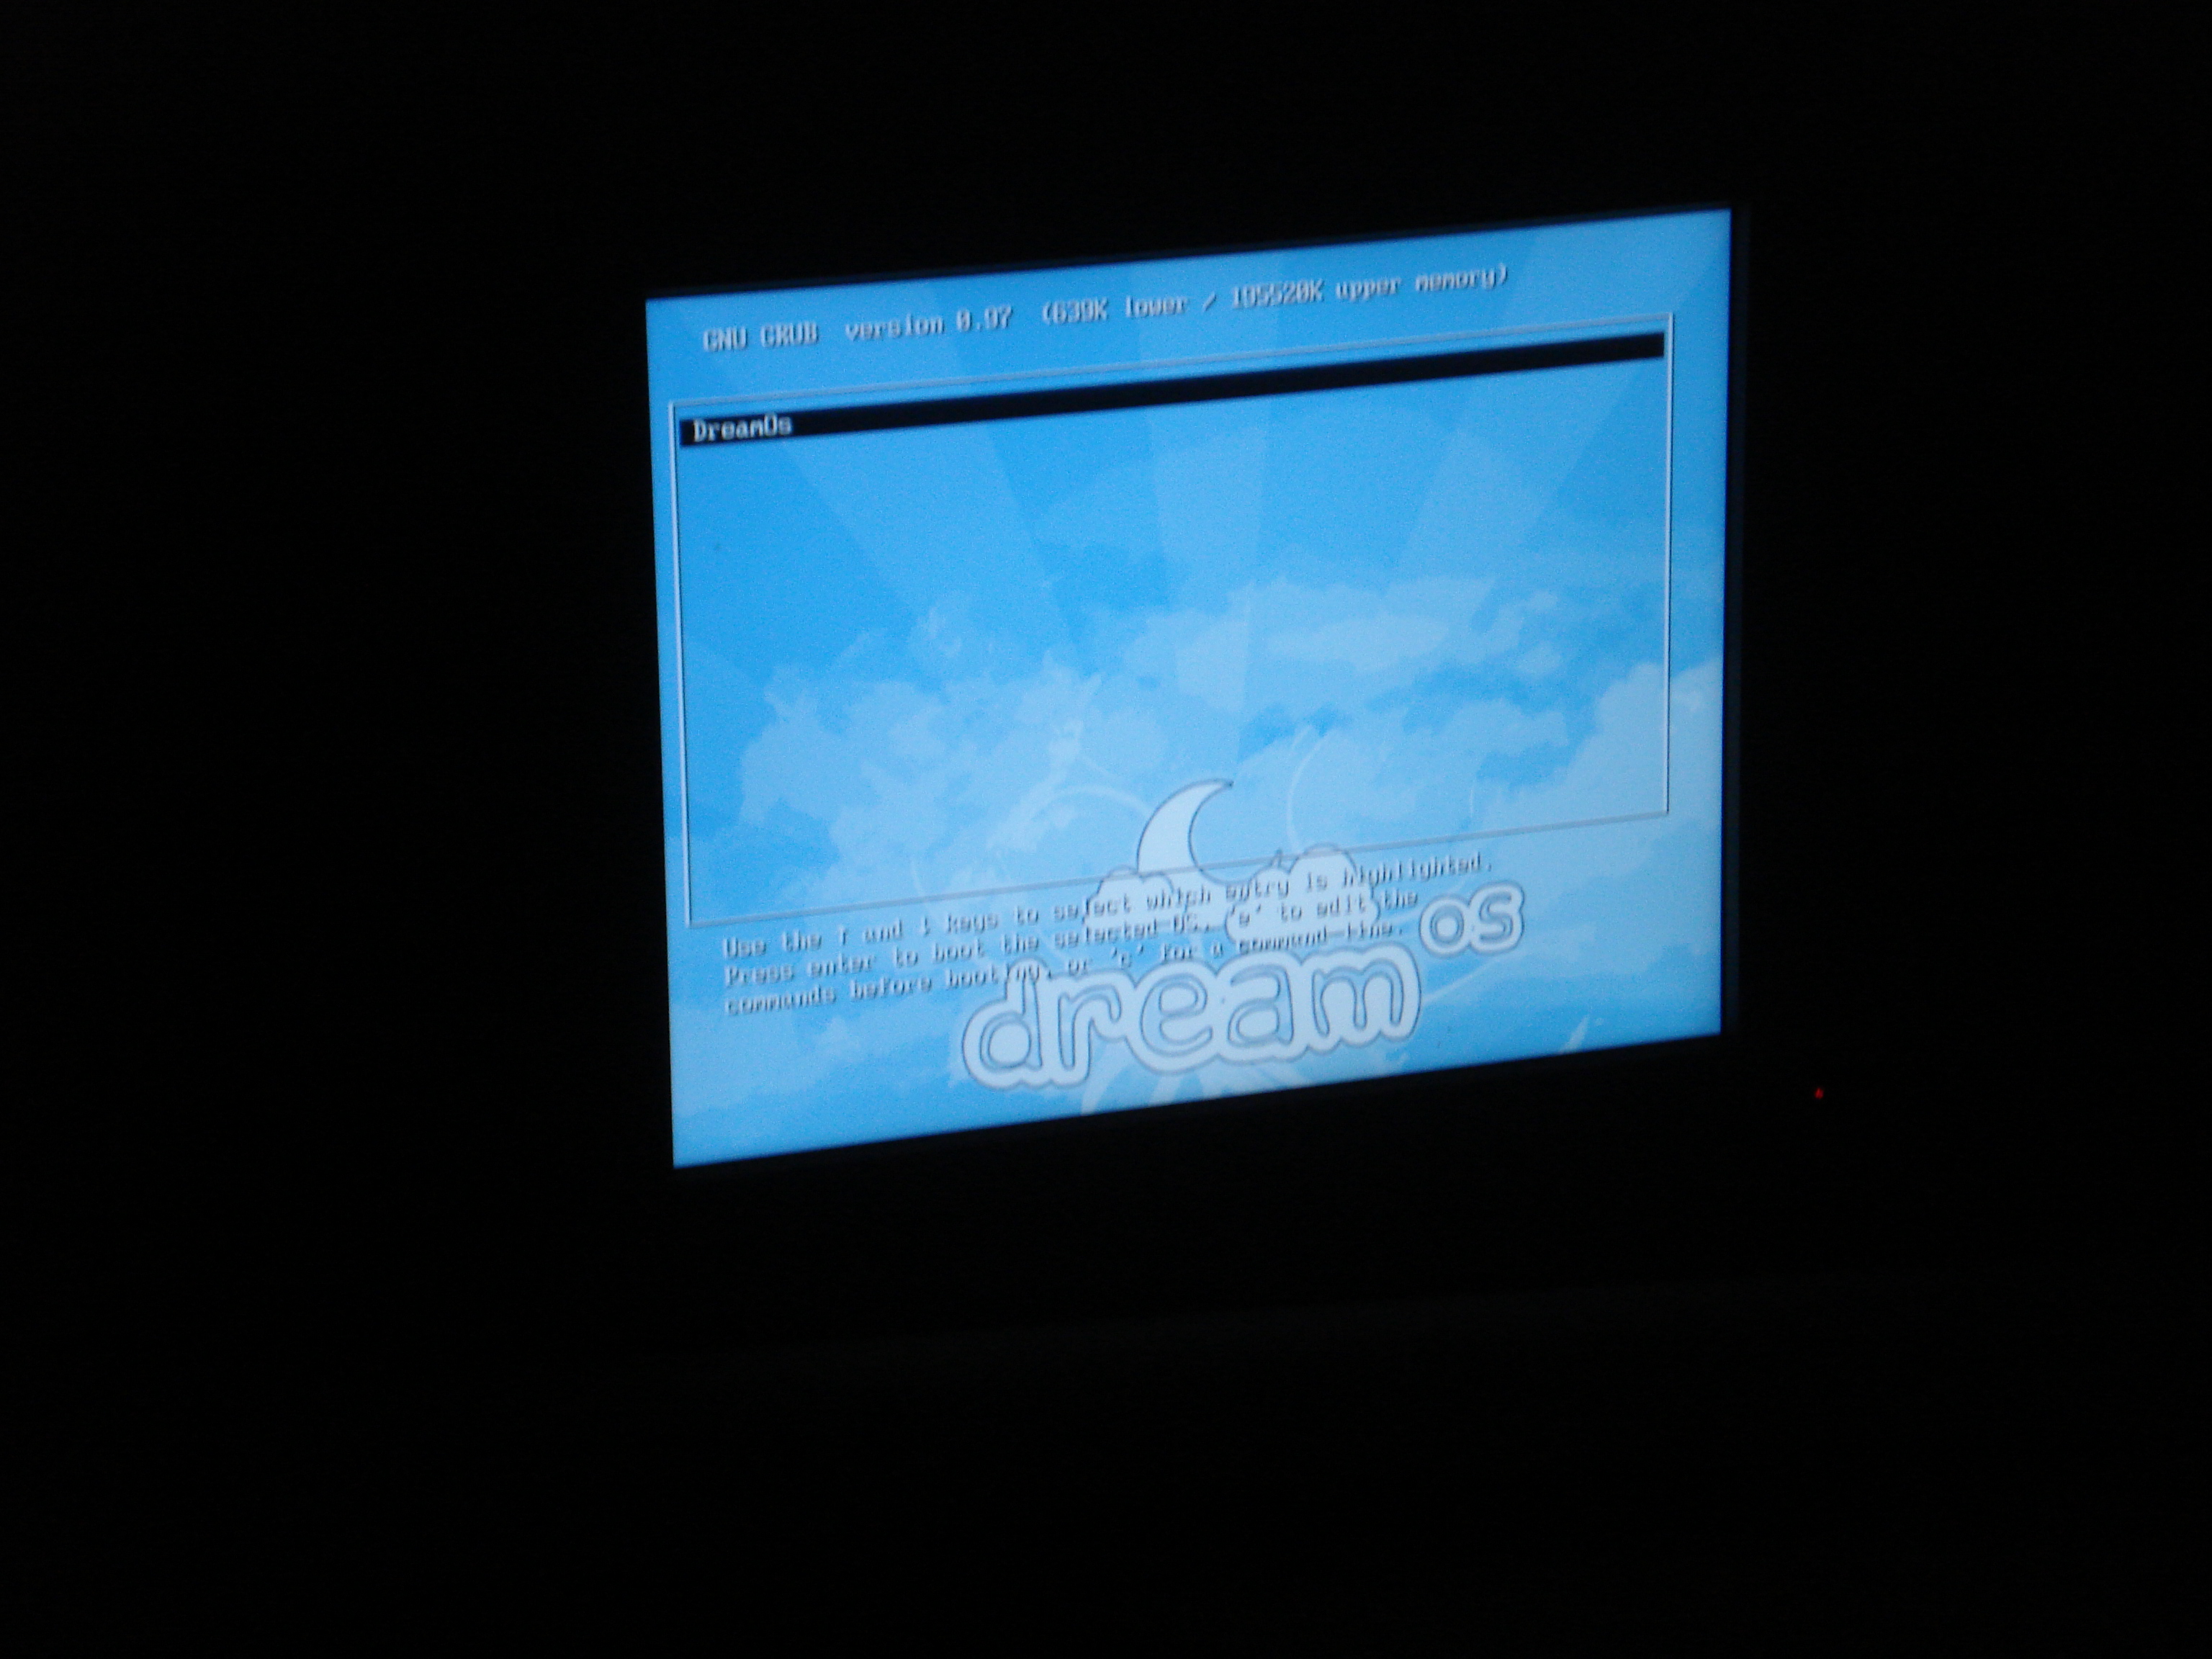 GNU GRUB version 0.97 (639K lower / 195520K upper memory)
DreamOs
Use the ↑ and ↓ keys to select which entry is highlighted.
Press enter to boot the selected OS, 'e' to edit the
commands before booting, or 'c' for a command-line.
os
dream